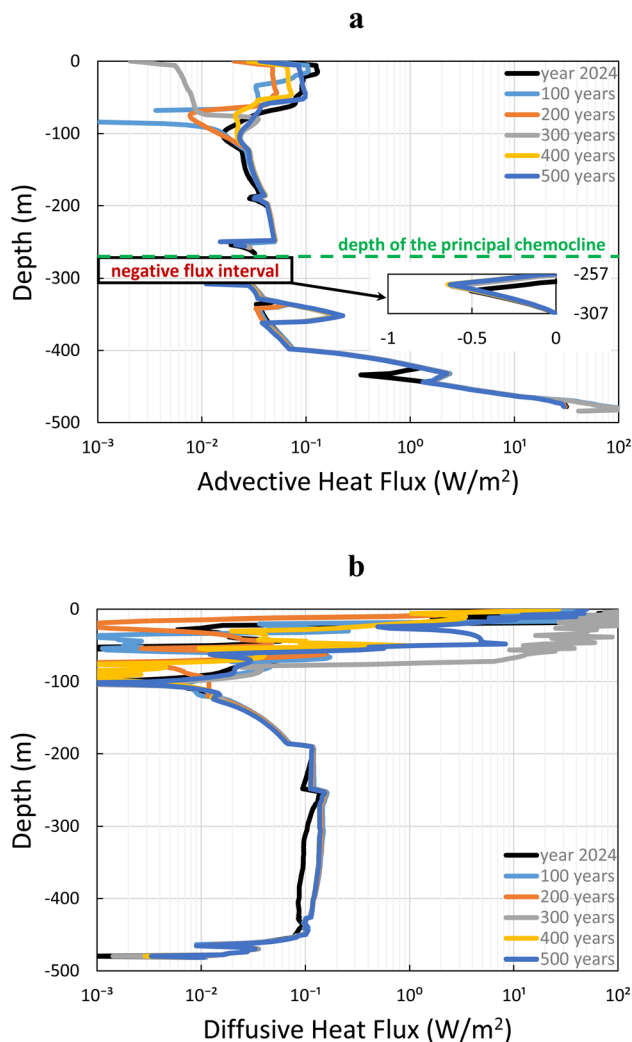 a
0
-100
-200
-300
-400
-500
Depth (m)
year 2024
100 years
200 years
300 years
400 years
500 years
depth of the principal chemocline
negative flux interval
-257
-307
-1
-0.5
0
10⁻³
10⁻²
10⁻¹
10⁰
10¹
10²
Advective Heat Flux (W/m²)
b
0
-100
-200
-300
-400
-500
Depth (m)
year 2024
100 years
200 years
300 years
400 years
500 years
10⁻³
10⁻²
10⁻¹
10⁰
10¹
10²
Diffusive Heat Flux (W/m²)